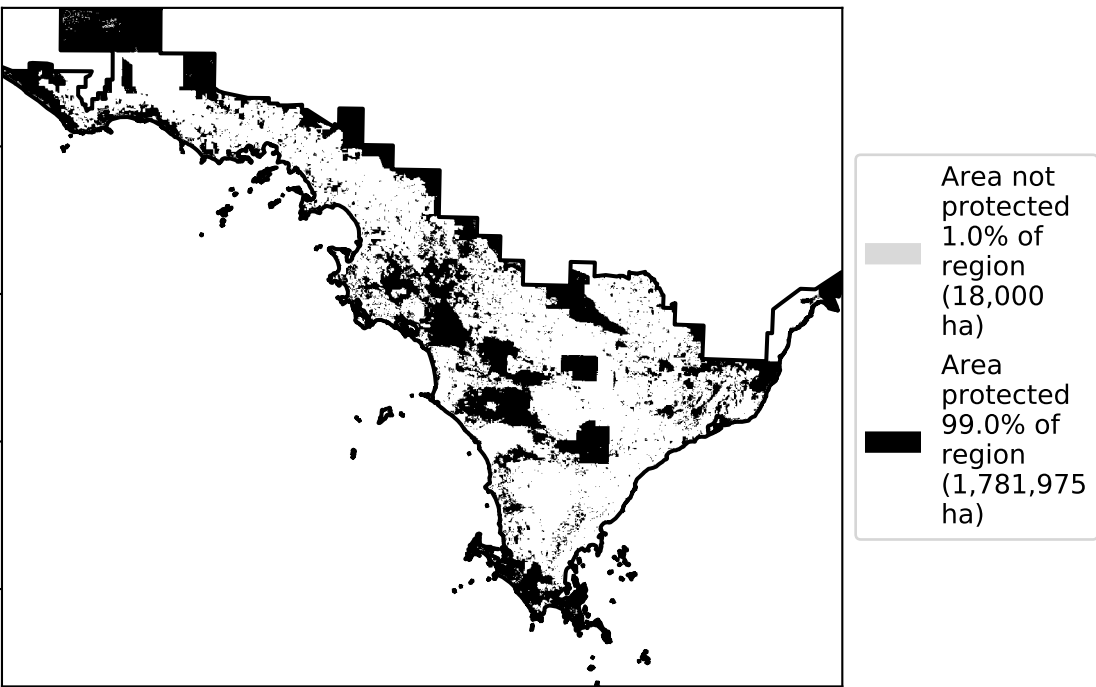 Area not
protected
1.0% of
region
(18,000
ha)
Area
protected
99.0% of
region
(1,781,975
ha)